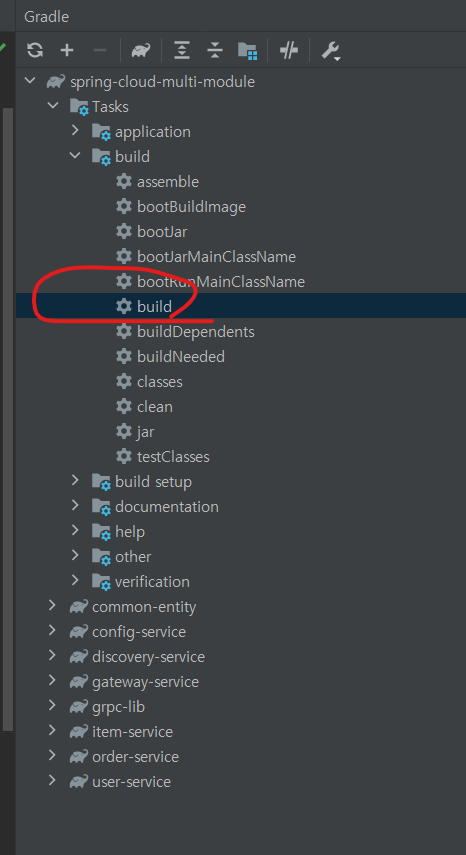 Gradle
spring-cloud-multi-module
Tasks
application
build
assemble
bootBuildImage
bootJar
bootJarMainClassName
bootRunMainClassName
build
buildDependents
buildNeeded
classes
clean
jar
testClasses
build setup
documentation
help
other
verification
common-entity
config-service
discovery-service
gateway-service
grpc-lib
item-service
order-service
user-service